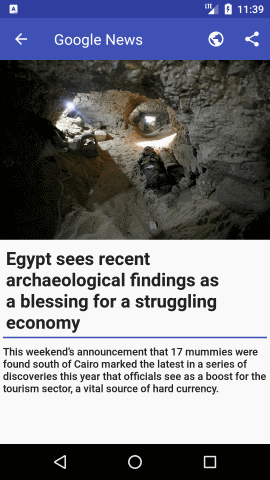 LTE 11:39
Google News
Egypt sees recent
archaeological findings as
a blessing for a struggling
economy
This weekend's announcement that 17 mummies were
found south of Cairo marked the latest in a series of
discoveries this year that officials see as a boost for the
tourism sector, a vital source of hard currency.